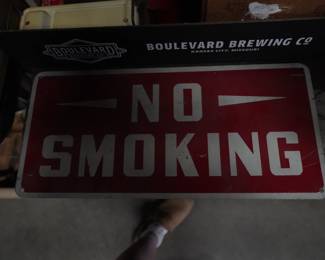 BOULEVARD
BOULEVARD BREWING CO
KANSAS CITY, MISSOURI
NO
SMOKING